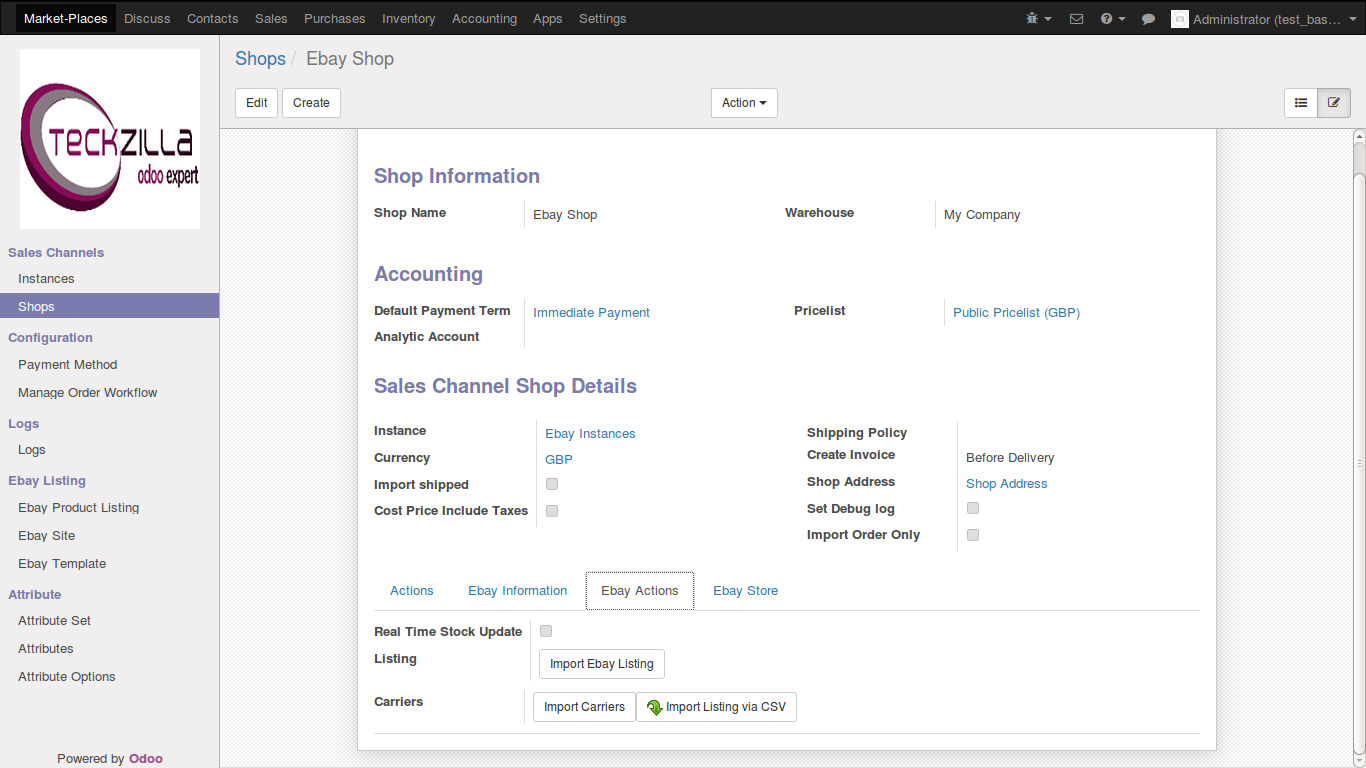 Market-Places Discuss Contacts Sales Purchases Inventory Accounting Apps Settings Administrator (test_bas...
TECKZILLA
odoo expert
Sales Channels
Instances
Shops
Configuration
Payment Method
Manage Order Workflow
Logs
Logs
Ebay Listing
Ebay Product Listing
Ebay Site
Ebay Template
Attribute
Attribute Set
Attributes
Attribute Options
Powered by Odoo
Shops / Ebay Shop
Edit Create Action
Shop Information
Shop Name Ebay Shop Warehouse My Company
Accounting
Default Payment Term Immediate Payment Pricelist Public Pricelist (GBP)
Analytic Account
Sales Channel Shop Details
Instance Ebay Instances Shipping Policy
Currency GBP Create Invoice Before Delivery
Import shipped Shop Address Shop Address
Cost Price Include Taxes Set Debug log
Import Order Only
Actions Ebay Information Ebay Actions Ebay Store
Real Time Stock Update
Listing Import Ebay Listing
Carriers Import Carriers Import Listing via CSV